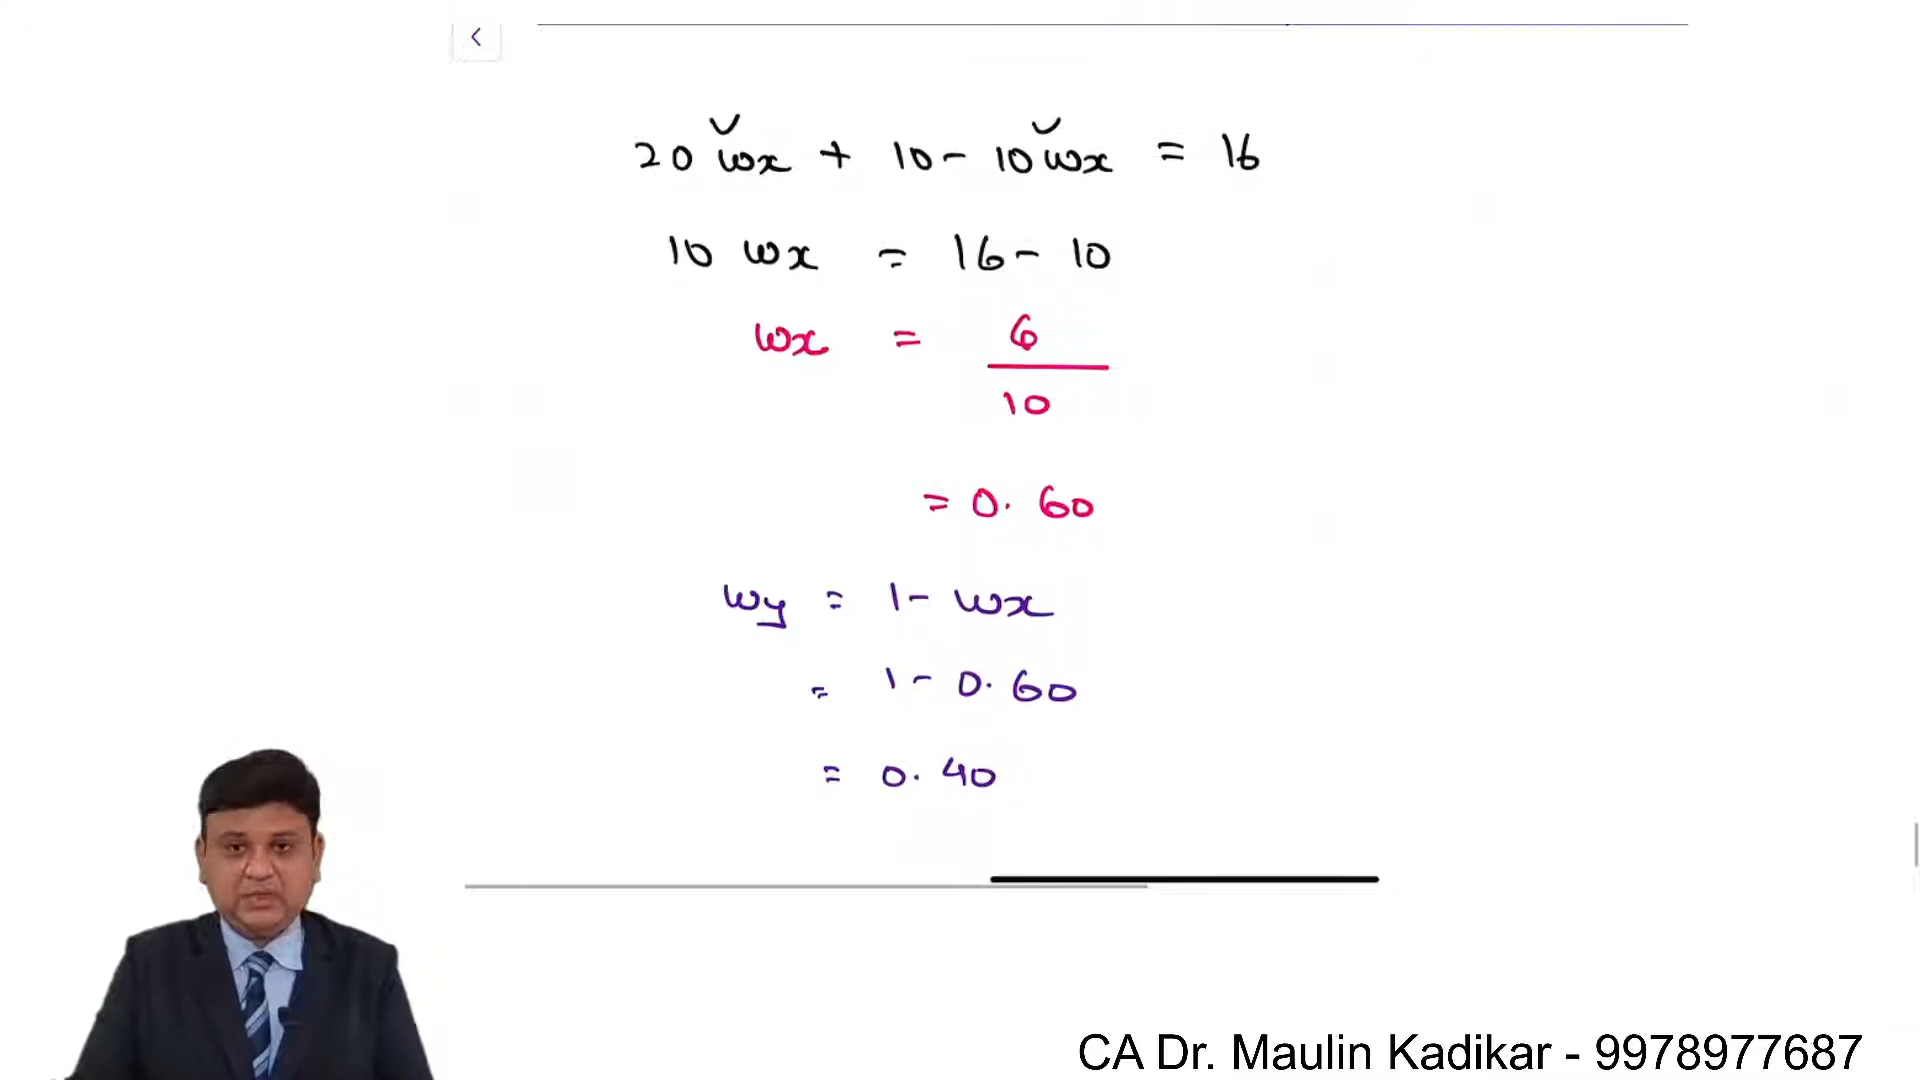 20 wx + 10 - 10 wx = 16
10 wx = 16 - 10
wx = 6
10
= 0.60
wy = 1 - wx
= 1 - 0.60
= 0.40
CA Dr. Maulin Kadikar - 9978977687